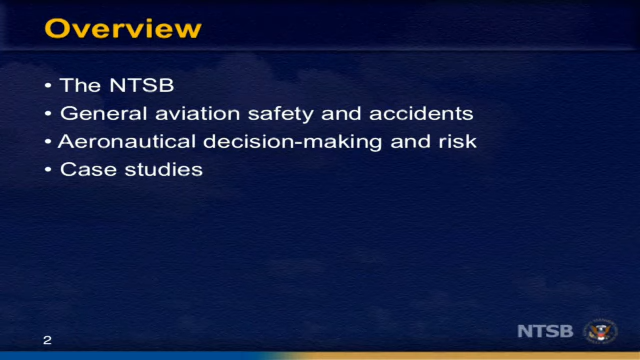 Overview
• The NTSB
• General aviation safety and accidents
• Aeronautical decision-making and risk
• Case studies
NTSB
2